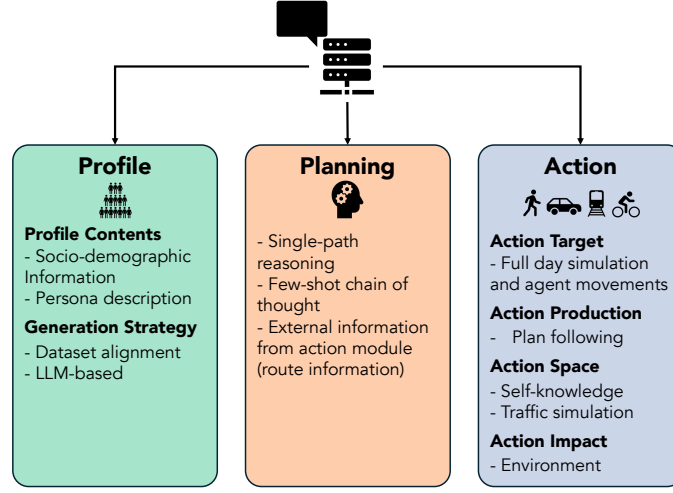 Profile
Profile Contents
- Socio-demographic
Information
- Persona description
Generation Strategy
- Dataset alignment
- LLM-based
Planning
- Single-path
reasoning
- Few-shot chain of
thought
- External information
from action module
(route information)
Action
Action Target
- Full day simulation
and agent movements
Action Production
- Plan following
Action Space
- Self-knowledge
- Traffic simulation
Action Impact
- Environment